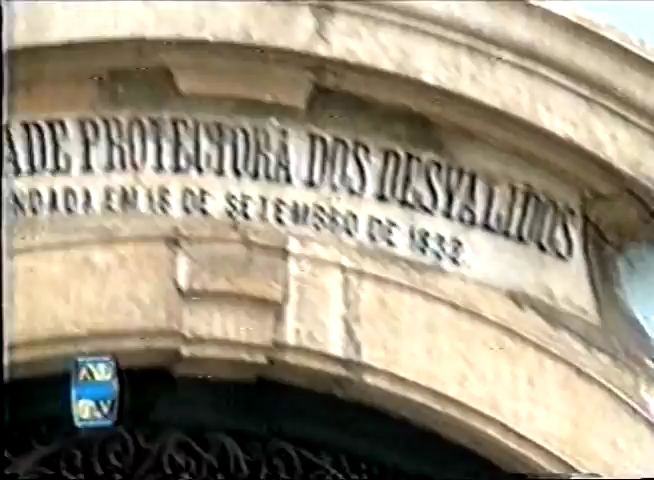 ADE PROTECTORA DOS DESVALIDOS
NDADA EM 16 DE SETEMBRO DE 1832.